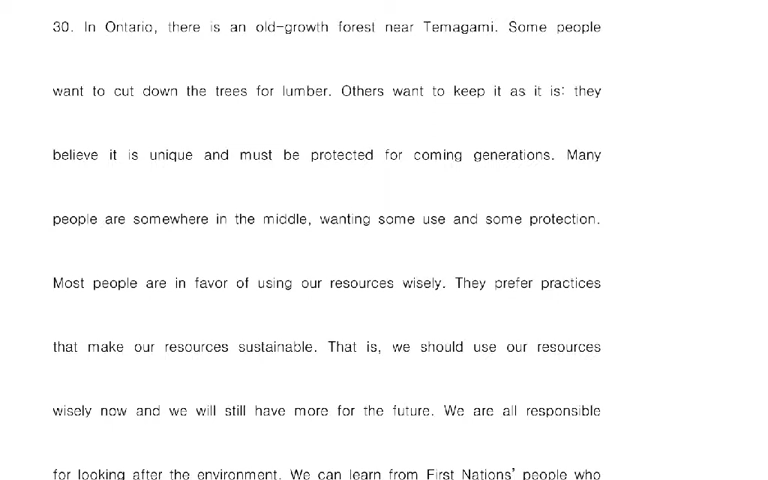 30. In Ontario, there is an old-growth forest near Temagami. Some people
want to cut down the trees for lumber. Others want to keep it as it is: they
believe it is unique and must be protected for coming generations. Many
people are somewhere in the middle, wanting some use and some protection.
Most people are in favor of using our resources wisely. They prefer practices
that make our resources sustainable. That is, we should use our resources
wisely now and we will still have more for the future. We are all responsible
for looking after the environment. We can learn from First Nations’ people who